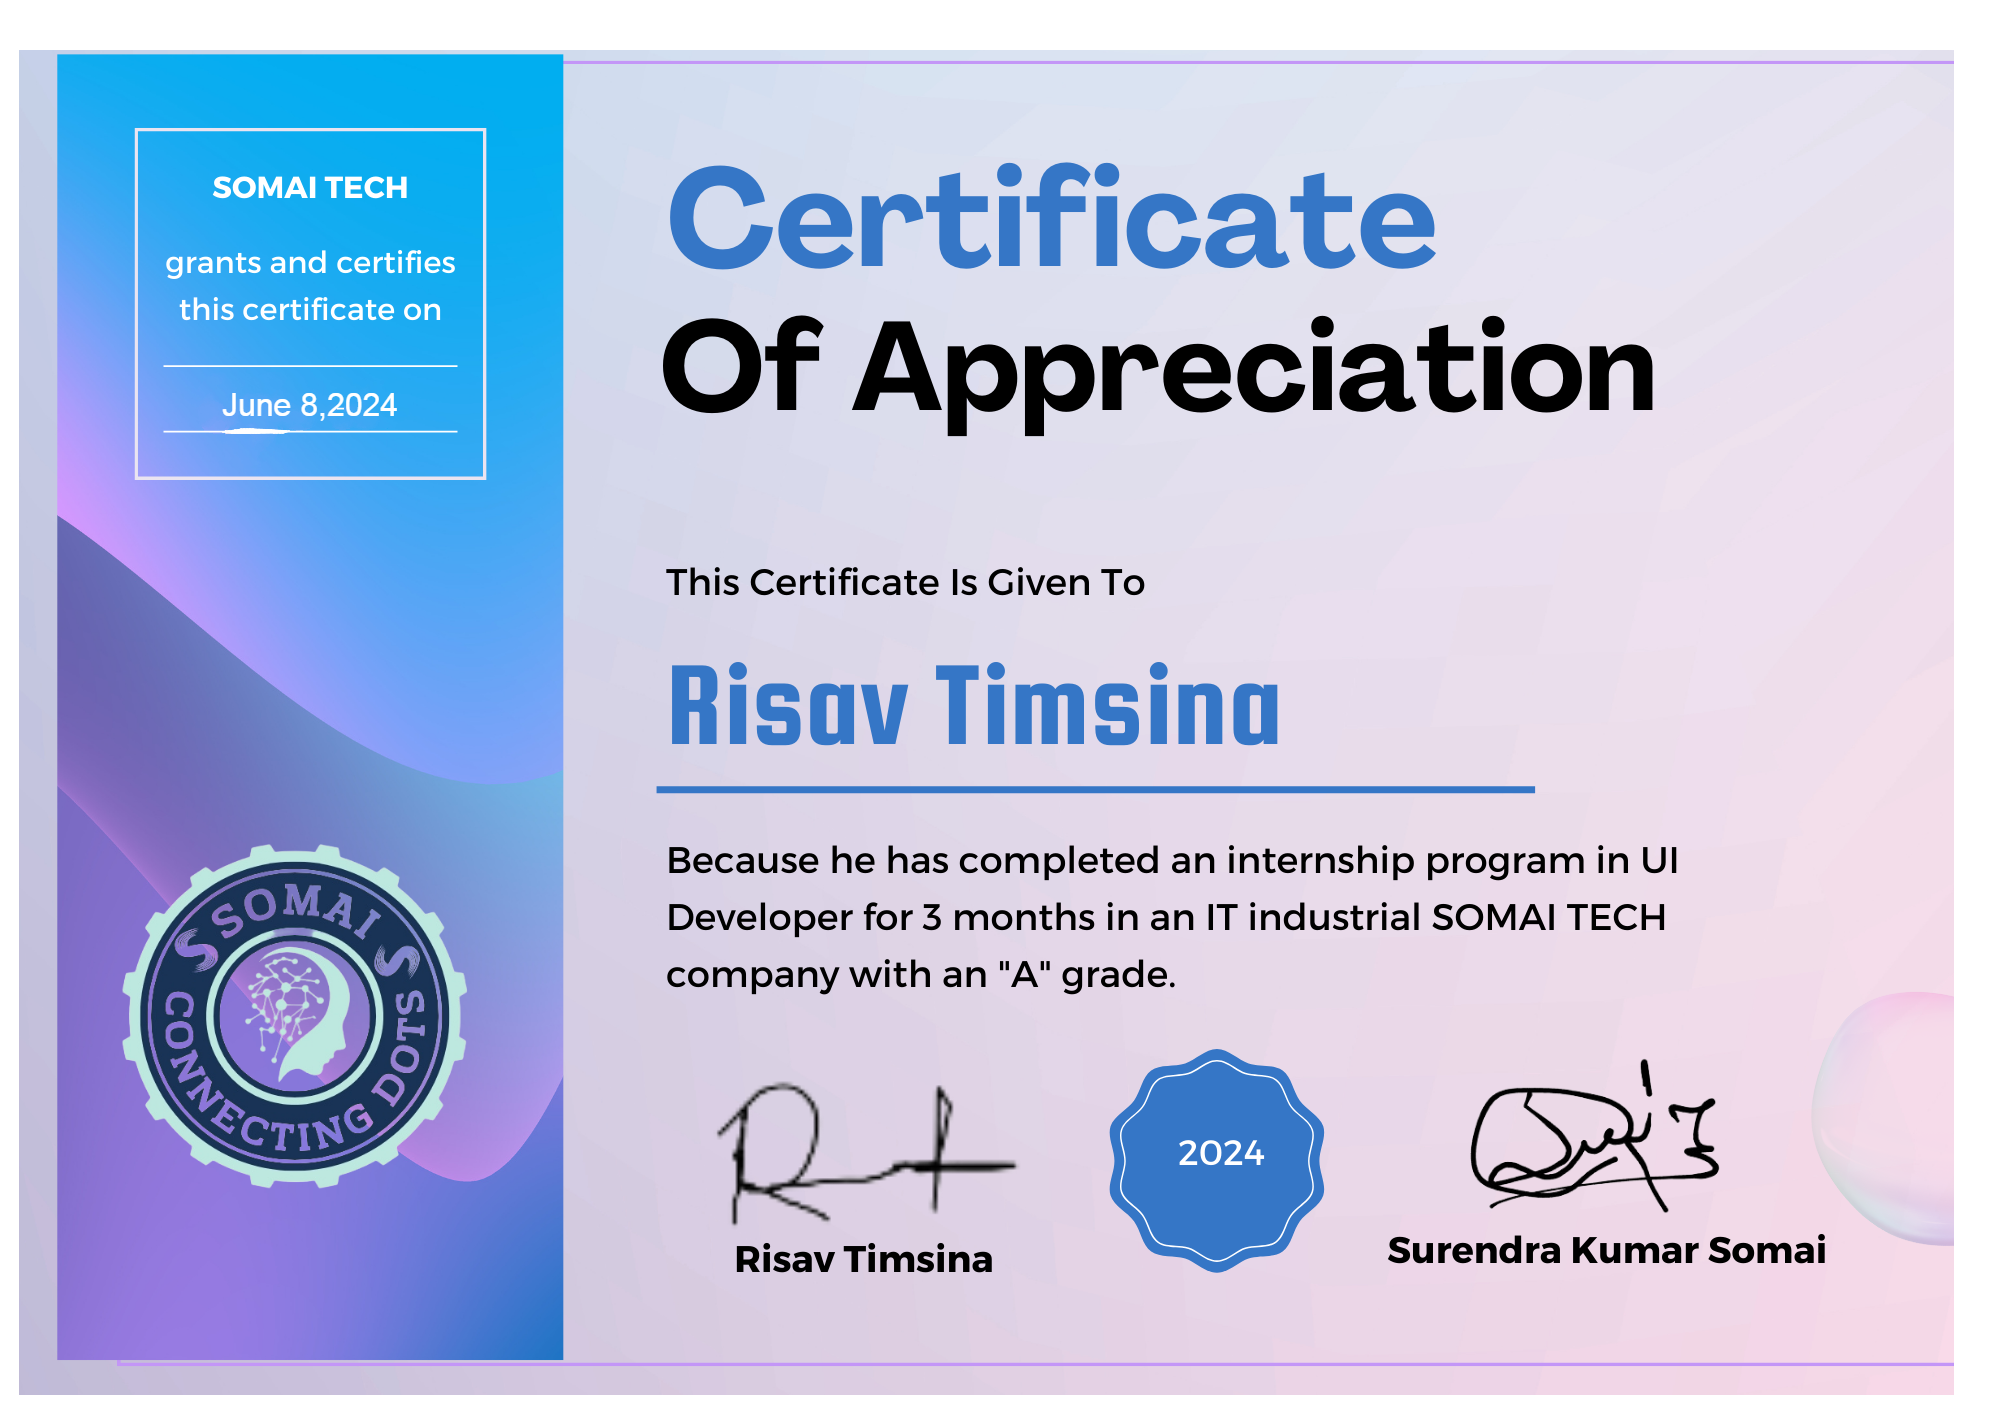 SOMAI TECH
grants and certifies
this certificate on
June 8,2024
SOMAI
CONNECTING DOTS
Certificate
Of Appreciation
This Certificate Is Given To
Risav Timsina
Because he has completed an internship program in UI
Developer for 3 months in an IT industrial SOMAI TECH
company with an "A" grade.
2024
Risav Timsina
Surendra Kumar Somai